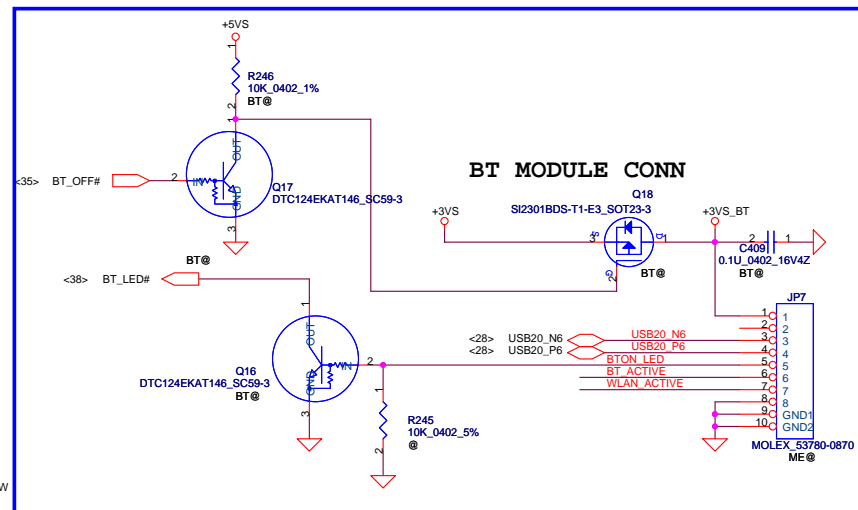 +5VS
1
R246
10K_0402_1%
BT@
2
1
OUT
<35> BT_OFF#
2
IN
GND
Q17
DTC124EKAT146_SC59-3
3
BT@
BT MODULE CONN
Q18
SI2301BDS-T1-E3_SOT23-3
+3VS
+3VS_BT
3
S
D
1
G
2
BT@
2
1
C409
0.1U_0402_16V4Z
BT@
<38> BT_LED#
1
OUT
Q16
DTC124EKAT146_SC59-3
BT@
GND
IN
2
3
1
R245
10K_0402_5%
@
2
JP7
1 1
2 2
<28> USB20_N6 USB20_N6 3 3
<28> USB20_P6 USB20_P6 4 4
BTON_LED 5 5
BT_ACTIVE 6 6
WLAN_ACTIVE 7 7
8 8
9 GND1
10 GND2
MOLEX_53780-0870
ME@
W